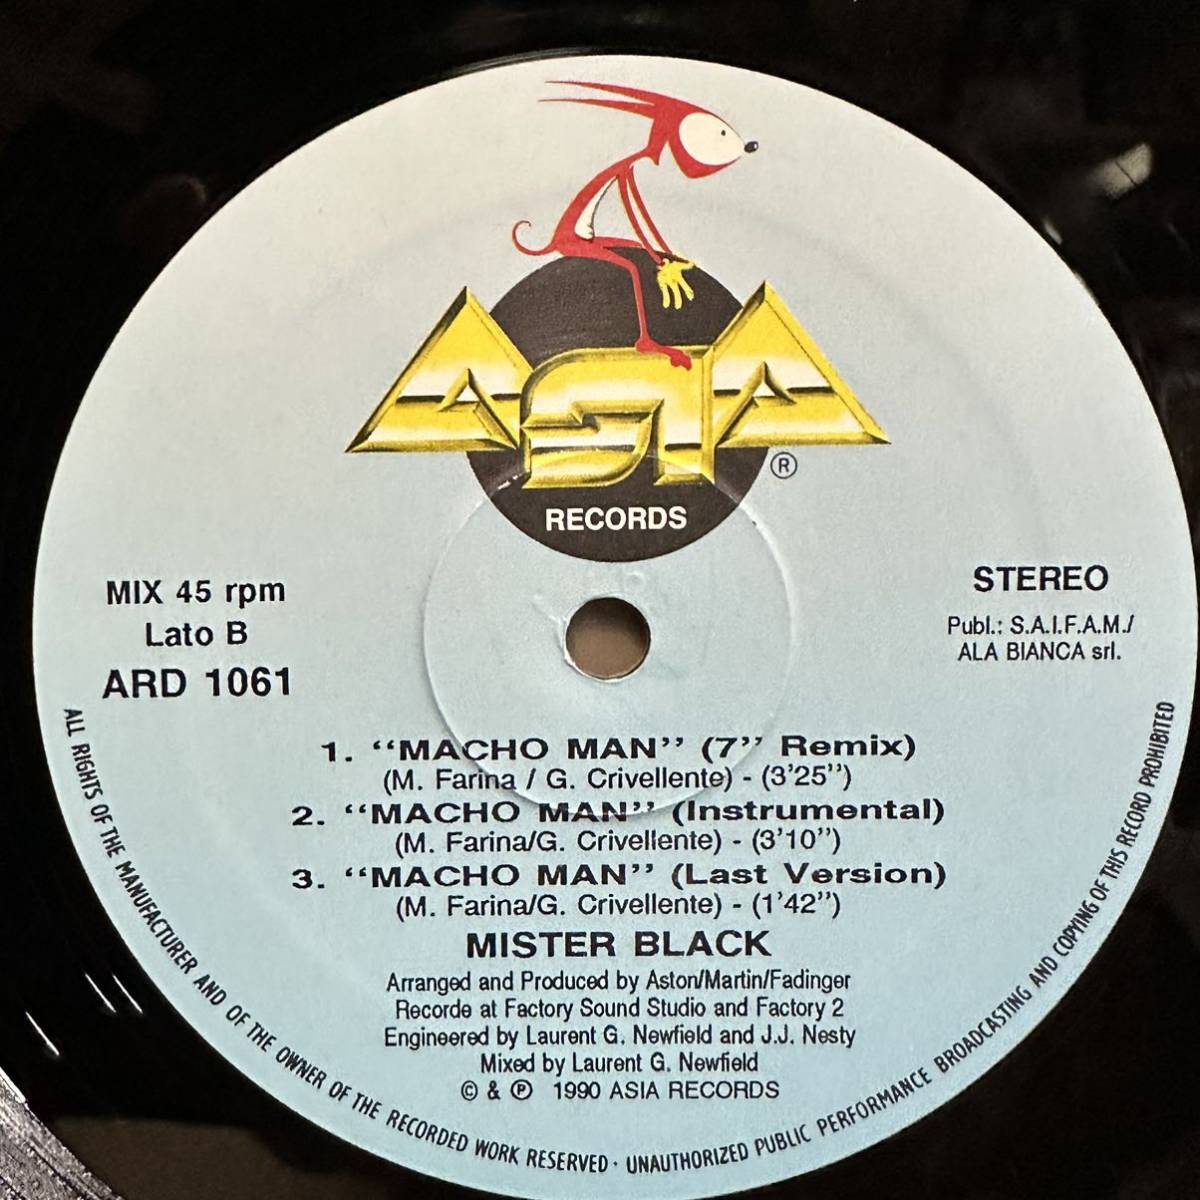 ASIA
RECORDS
®
MIX 45 rpm
Lato B
ARD 1061
STEREO
Publ.: S.A.I.F.A.M./
ALA BIANCA srl.
1. “MACHO MAN” (7” Remix)
(M. Farina / G. Crivellente) - (3’25”)
2. “MACHO MAN” (Instrumental)
(M. Farina/G. Crivellente) - (3’10”)
3. “MACHO MAN” (Last Version)
(M. Farina/G. Crivellente) - (1’42”)
MISTER BLACK
Arranged and Produced by Aston/Martin/Fadinger
Recorde at Factory Sound Studio and Factory 2
Engineered by Laurent G. Newfield and J.J. Nesty
Mixed by Laurent G. Newfield
© & ℗ 1990 ASIA RECORDS
ALL RIGHTS OF THE MANUFACTURER AND OF THE OWNER OF THE RECORDED WORK RESERVED · UNAUTHORIZED PUBLIC PERFORMANCE BROADCASTING AND COPYING OF THIS RECORD PROHIBITED